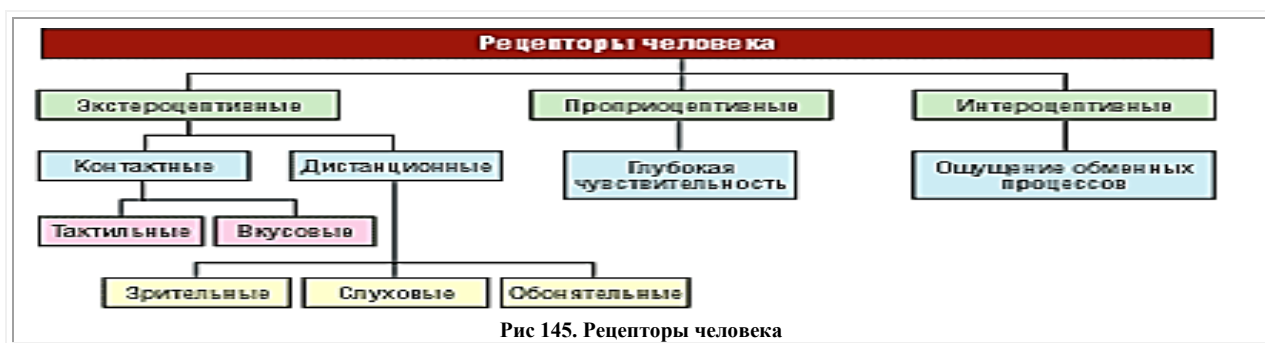 Рецепторы человека
Экстероцептивные Проприоцептивные Интероцептивные
Контактные Дистанционные Глубокая чувствительность Ощущение обменных процессов
Тактильные Вкусовые
Зрительные Слуховые Обонятельные
Рис 145. Рецепторы человека